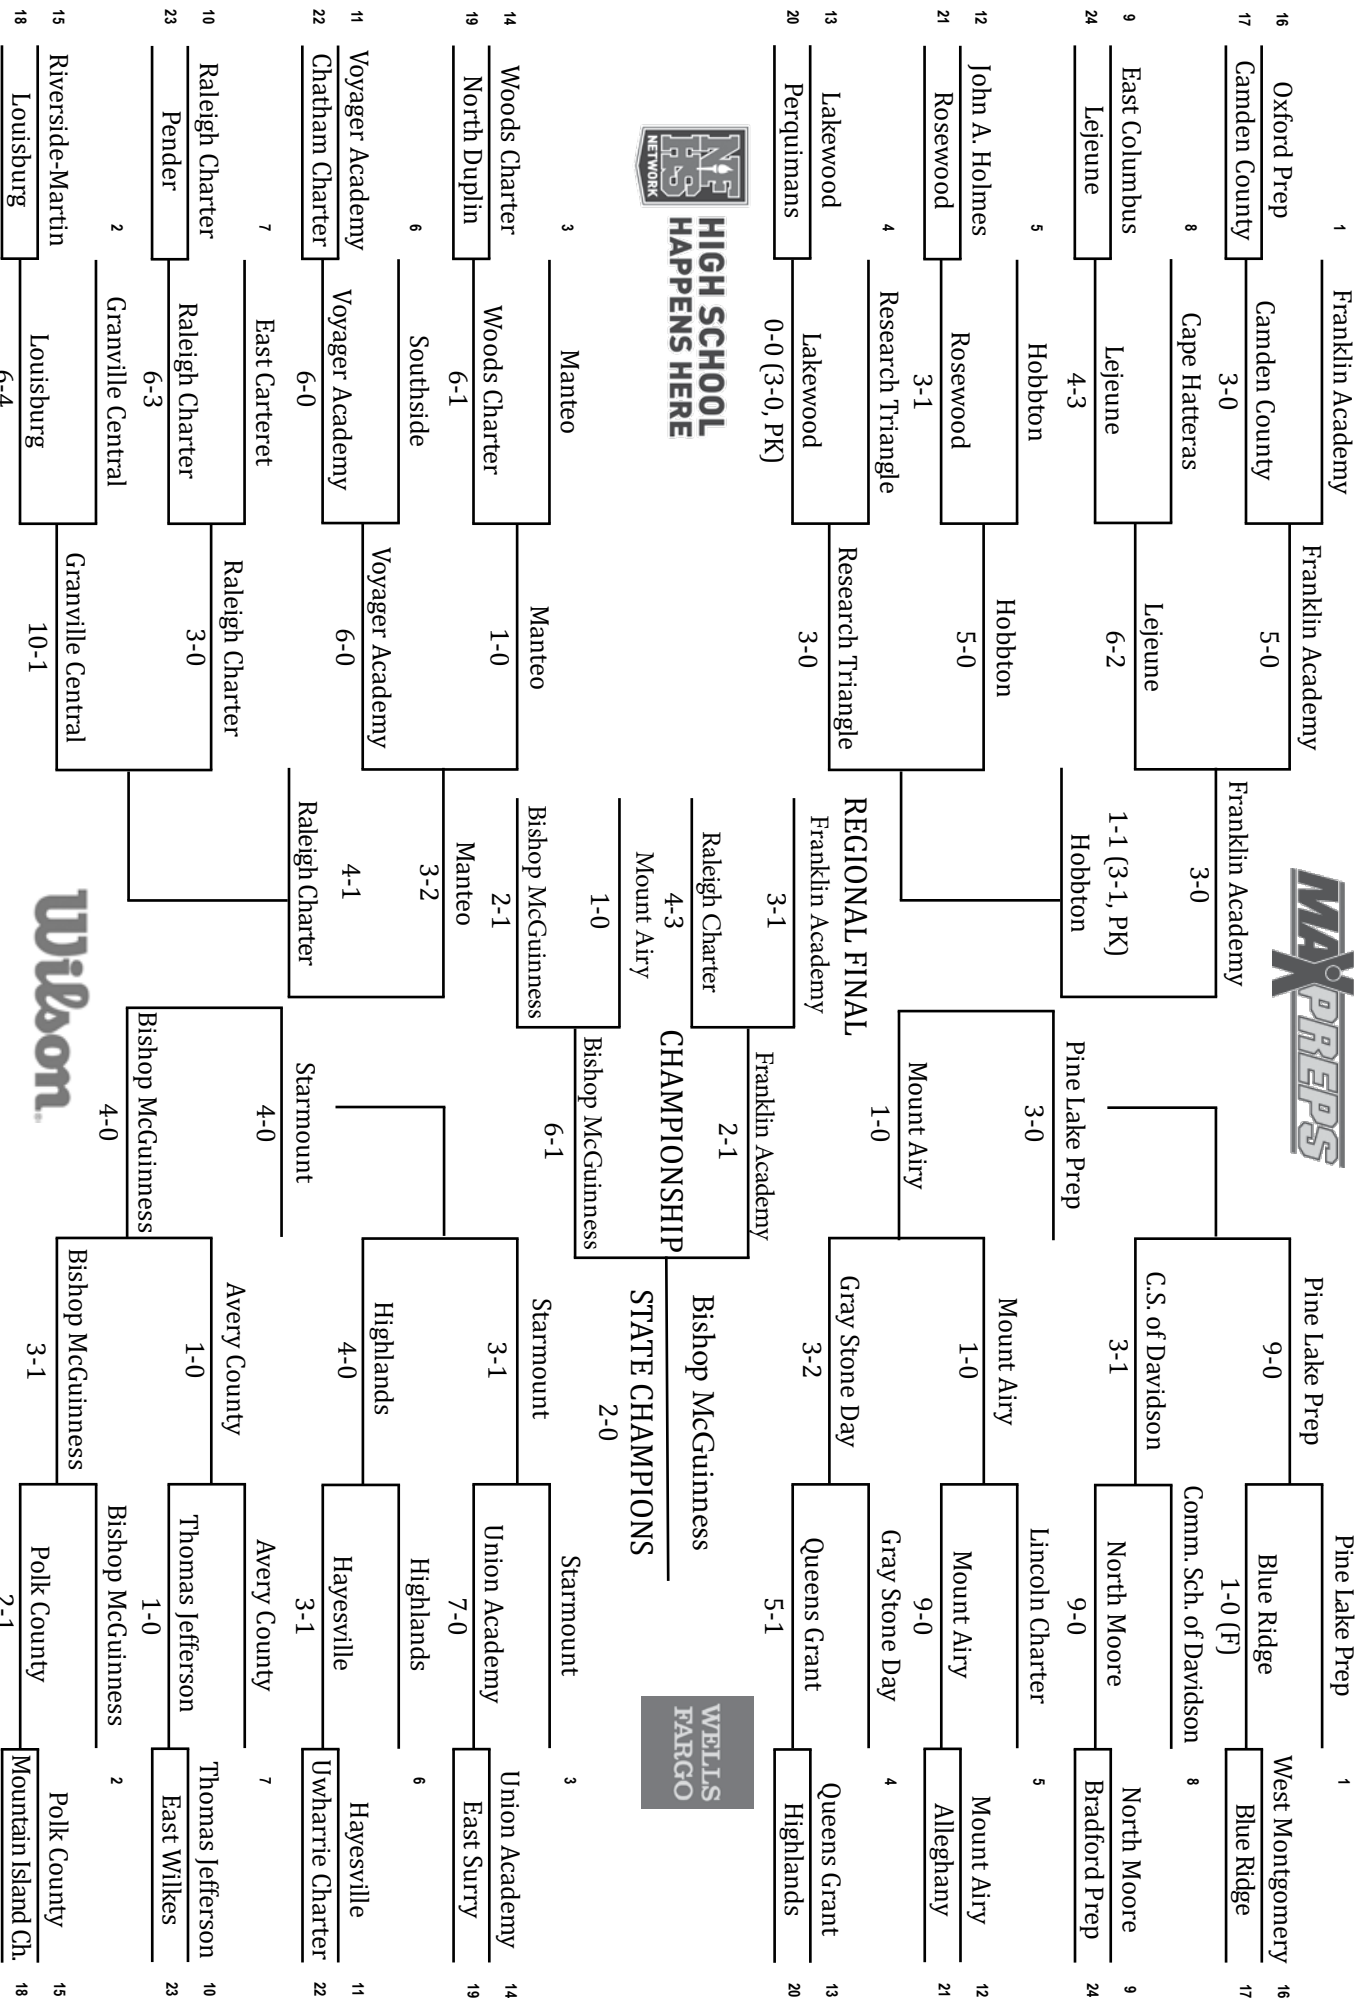 16
Oxford Prep
17
Camden County
9
East Columbus
24
Lejeune
12
John A. Holmes
21
Rosewood
13
Lakewood
20
Perquimans
14
Woods Charter
19
North Duplin
11
Voyager Academy
22
Chatham Charter
10
Raleigh Charter
23
Pender
15
Riverside-Martin
18
Louisburg
1
Franklin Academy
Camden County
3-0
8
Cape Hatteras
Lejeune
4-3
5
Hobbton
Rosewood
3-1
4
Research Triangle
Lakewood
0-0 (3-0, PK)
NFHS
NETWORK
HIGH SCHOOL
HAPPENS HERE
3
Manteo
Woods Charter
6-1
6
Southside
Voyager Academy
6-0
7
East Carteret
Raleigh Charter
6-3
2
Granville Central
Louisburg
6-4
Franklin Academy
5-0
Lejeune
6-2
Hobbton
5-0
Research Triangle
3-0
Manteo
1-0
Voyager Academy
6-0
Raleigh Charter
3-0
Granville Central
10-1
Franklin Academy
3-0
1-1 (3-1, PK)
Hobbton
Manteo
3-2
4-1
Raleigh Charter
MAXPREPS
REGIONAL FINAL
Franklin Academy
3-1
Raleigh Charter
4-3
Mount Airy
1-0
Bishop McGuinness
2-1
Wilson
CHAMPIONSHIP
Franklin Academy
2-1
Bishop McGuinness
6-1
Bishop McGuinness
STATE CHAMPIONS
2-0
Pine Lake Prep
3-0
Mount Airy
1-0
Starmount
4-0
Bishop McGuinness
4-0
Pine Lake Prep
9-0
C.S. of Davidson
3-1
Mount Airy
1-0
Gray Stone Day
3-2
Starmount
3-1
Highlands
4-0
Avery County
1-0
Bishop McGuinness
3-1
Pine Lake Prep
1
Blue Ridge
1-0 (F)
Comm. Sch. of Davidson
8
North Moore
9-0
Lincoln Charter
5
Mount Airy
9-0
Gray Stone Day
4
Queens Grant
5-1
WELLS
FARGO
Starmount
3
Union Academy
7-0
Highlands
6
Hayesville
3-1
Avery County
7
Thomas Jefferson
1-0
Bishop McGuinness
2
Polk County
2-1
West Montgomery
16
Blue Ridge
17
North Moore
9
Bradford Prep
24
Mount Airy
12
Alleghany
21
Queens Grant
13
Highlands
20
Union Academy
14
East Surry
19
Hayesville
11
Uwharrie Charter
22
Thomas Jefferson
10
East Wilkes
23
Polk County
15
Mountain Island Ch.
18